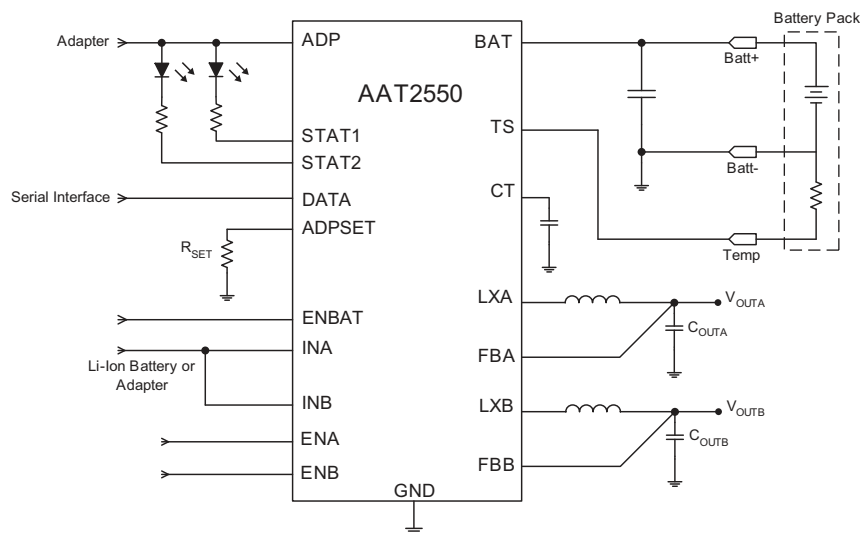 Battery Pack
Adapter
ADP
BAT
Batt+
AAT2550
STAT1
TS
STAT2
Batt-
Serial Interface
DATA
CT
ADPSET
RSET
Temp
LXA
VOUTA
ENBAT
COUTA
INA
FBA
Li-Ion Battery or
Adapter
INB
LXB
VOUTB
ENA
COUTB
ENB
FBB
GND